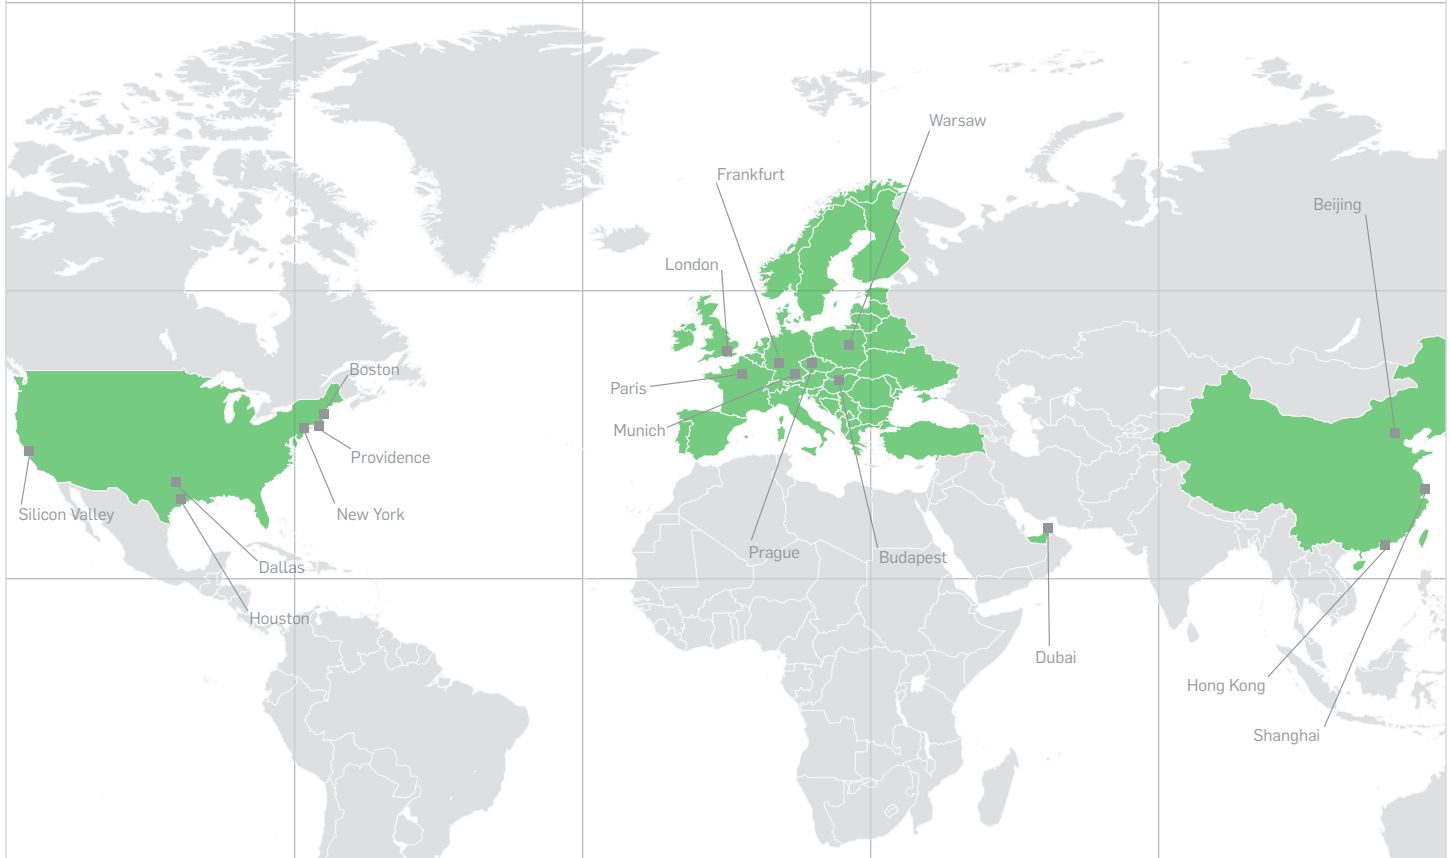 Warsaw
Frankfurt
Beijing
London
Boston
Paris
Munich
Providence
Silicon Valley
New York
Prague
Budapest
Dallas
Houston
Dubai
Hong Kong
Shanghai